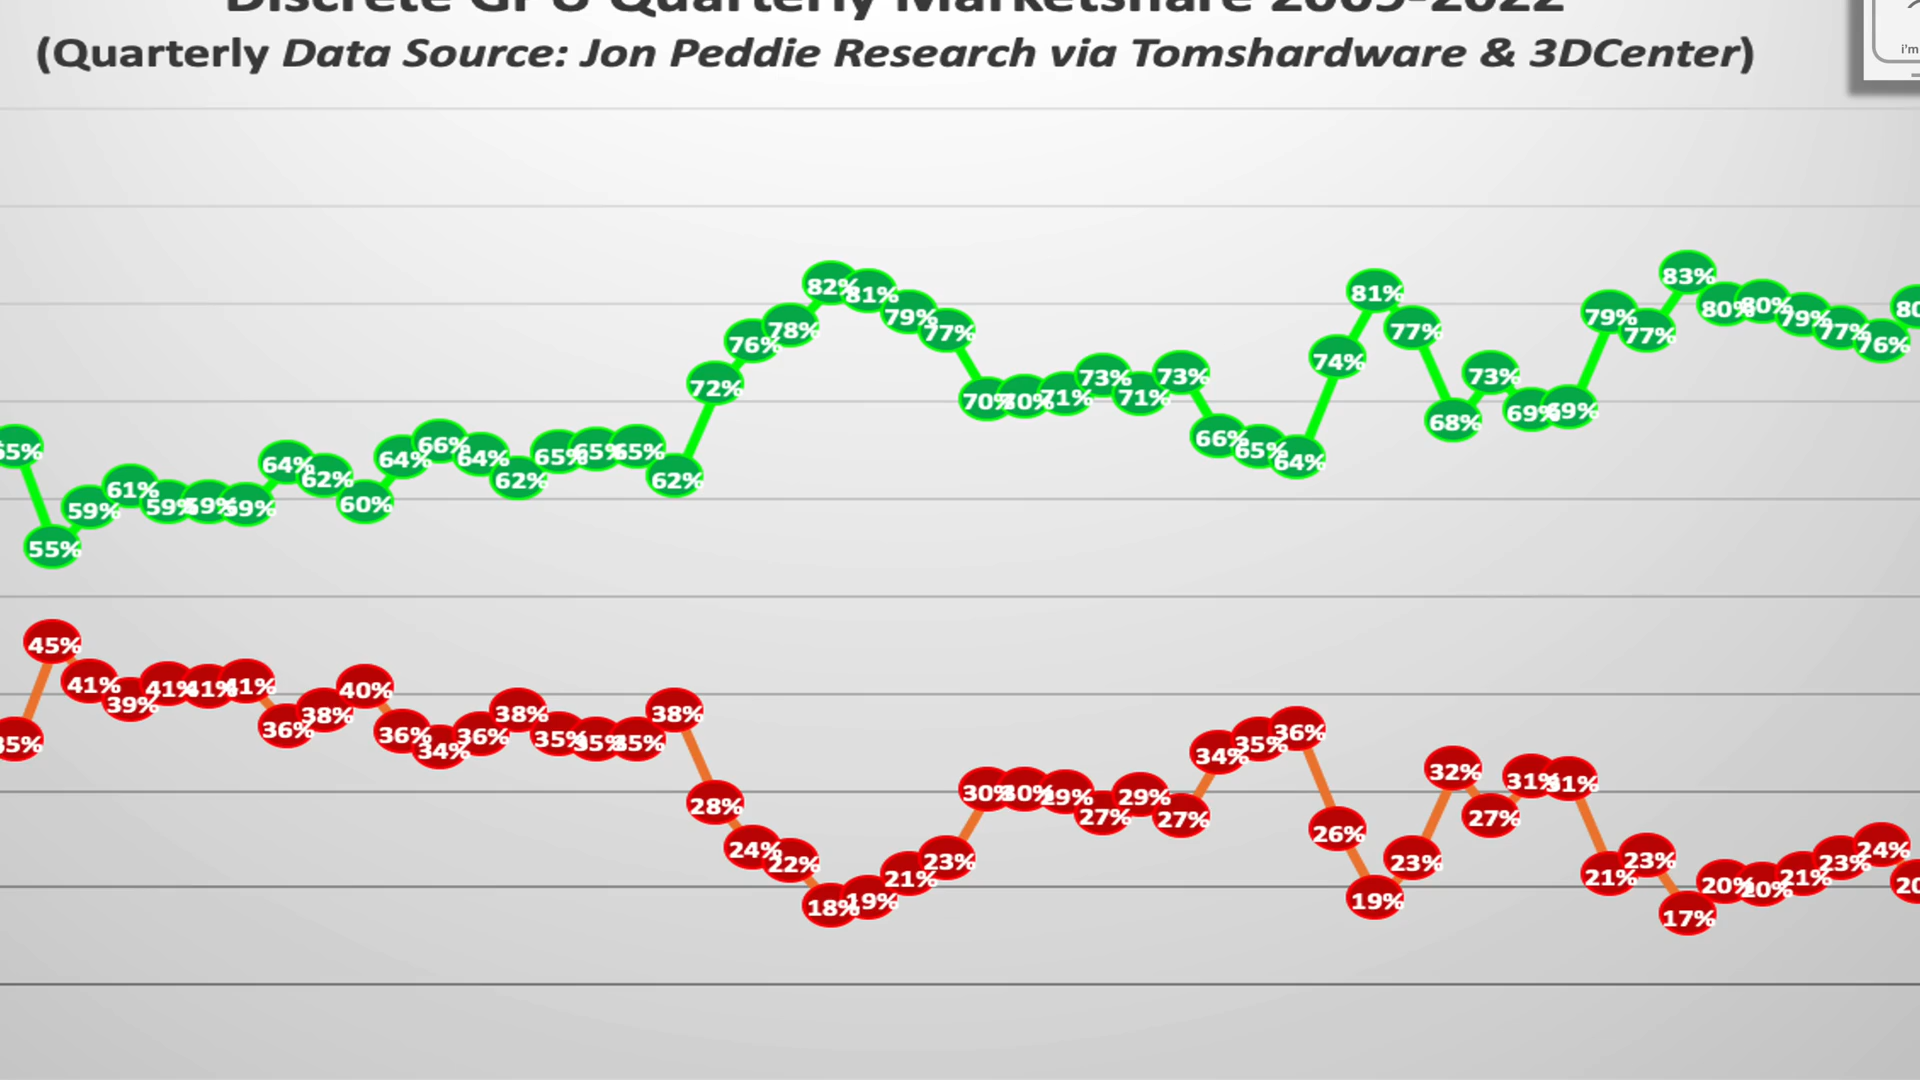 Discrete GPU Quarterly Marketshare 2009-2022
(Quarterly Data Source: Jon Peddie Research via Tomshardware & 3DCenter)
i'm
55% 59% 61% 59% 59% 59% 64% 62% 60% 64% 66% 64% 62% 65% 65% 65% 62% 72% 76% 78% 82% 81% 79% 77% 70% 70% 71% 73% 71% 73% 66% 65% 64% 74% 81% 77% 68% 73% 69% 69% 79% 77% 83% 80% 80% 79% 77% 76% 80
45% 41% 39% 41% 41% 41% 36% 38% 40% 36% 34% 36% 38% 35% 35% 35% 38% 28% 24% 22% 18% 19% 21% 23% 30% 30% 29% 27% 29% 27% 34% 35% 36% 26% 19% 23% 32% 27% 31% 31% 21% 23% 17% 20% 20% 21% 23% 24% 20